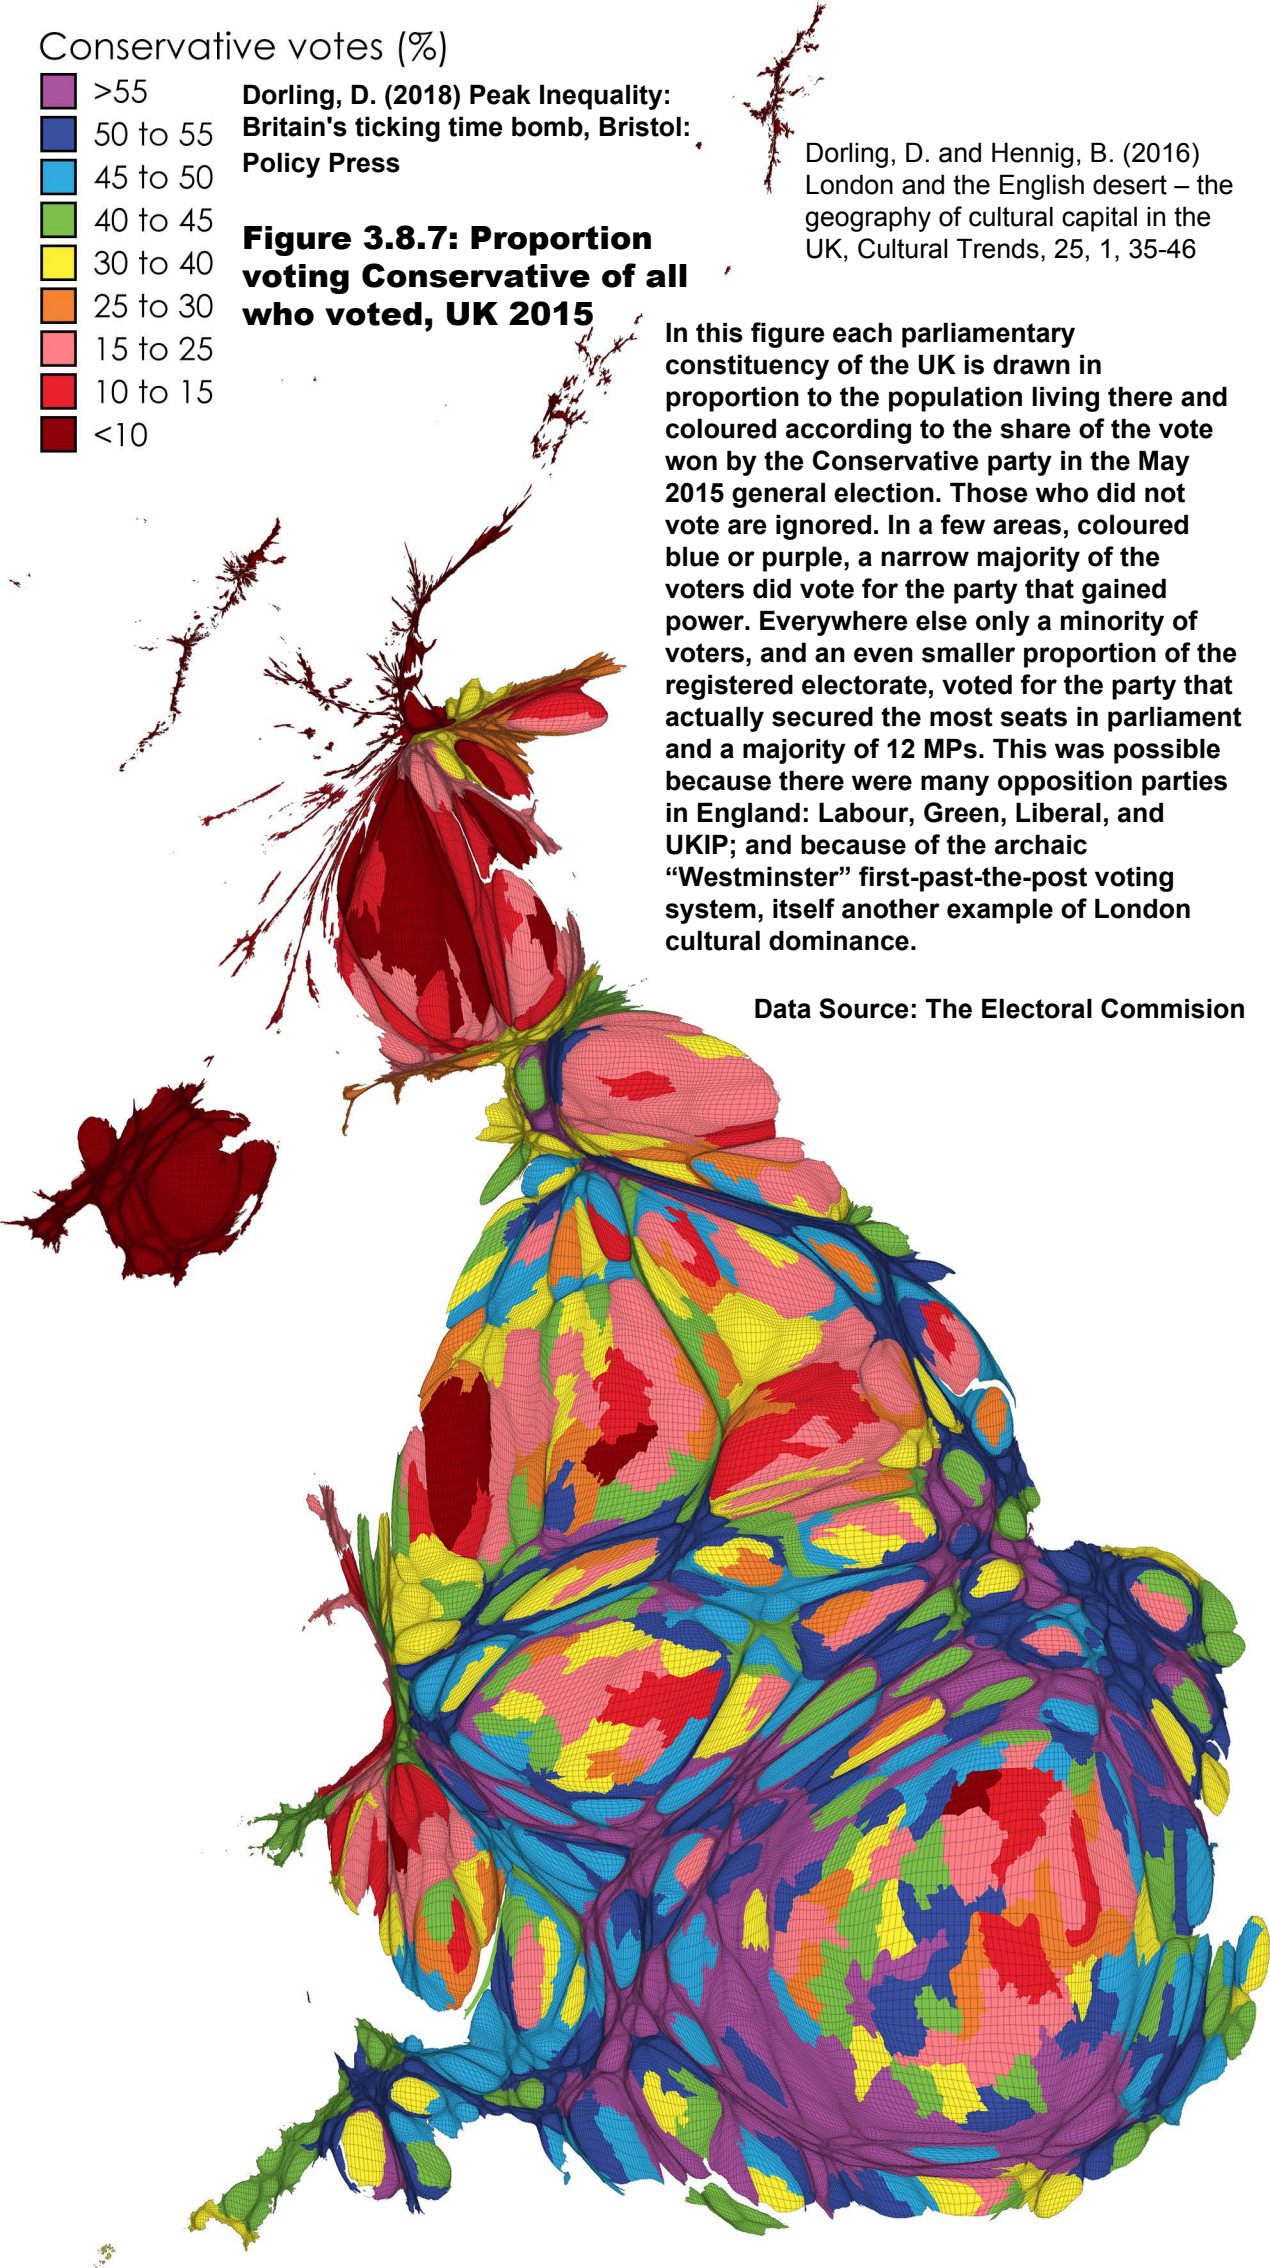 Conservative votes (%)
>55
50 to 55
45 to 50
40 to 45
30 to 40
25 to 30
15 to 25
10 to 15
<10
Dorling, D. (2018) Peak Inequality:
Britain's ticking time bomb, Bristol:
Policy Press
Figure 3.8.7: Proportion
voting Conservative of all
who voted, UK 2015
Dorling, D. and Hennig, B. (2016)
London and the English desert – the
geography of cultural capital in the
UK, Cultural Trends, 25, 1, 35-46
In this figure each parliamentary
constituency of the UK is drawn in
proportion to the population living there and
coloured according to the share of the vote
won by the Conservative party in the May
2015 general election. Those who did not
vote are ignored. In a few areas, coloured
blue or purple, a narrow majority of the
voters did vote for the party that gained
power. Everywhere else only a minority of
voters, and an even smaller proportion of the
registered electorate, voted for the party that
actually secured the most seats in parliament
and a majority of 12 MPs. This was possible
because there were many opposition parties
in England: Labour, Green, Liberal, and
UKIP; and because of the archaic
“Westminster” first-past-the-post voting
system, itself another example of London
cultural dominance.
Data Source: The Electoral Commision